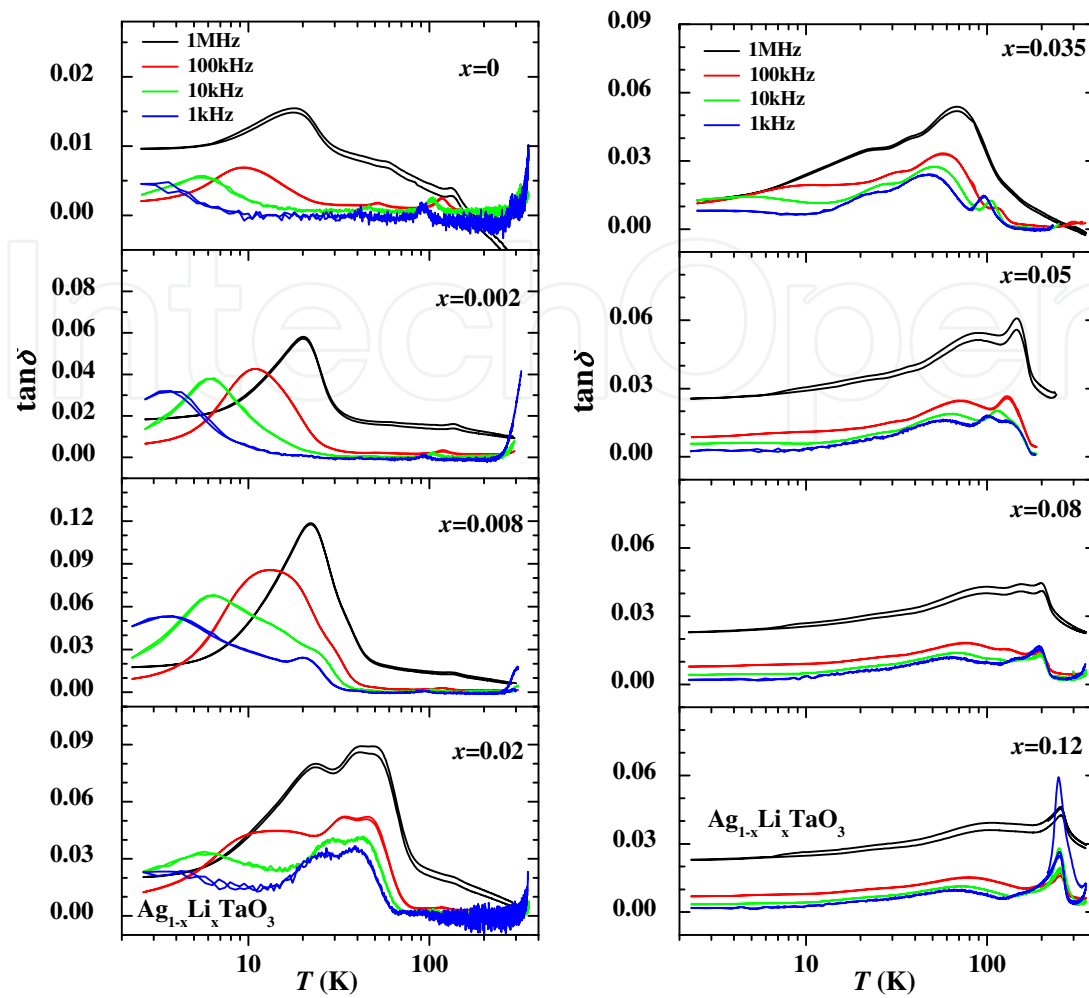 1MHz
100kHz
10kHz
1kHz
x=0
0.02
0.01
0.00
x=0.002
0.08
0.06
0.04
0.02
0.00
tanδ
x=0.008
0.12
0.09
0.06
0.03
0.00
x=0.02
0.09
0.06
0.03
0.00
Ag1-xLixTaO3
10
100
T (K)
0.09
1MHz
100kHz
10kHz
1kHz
x=0.035
0.06
0.03
0.00
x=0.05
0.06
0.03
0.00
tanδ
x=0.08
0.06
0.03
0.00
x=0.12
0.06
Ag1-xLixTaO3
0.03
0.00
10
100
T (K)
IntechOpen